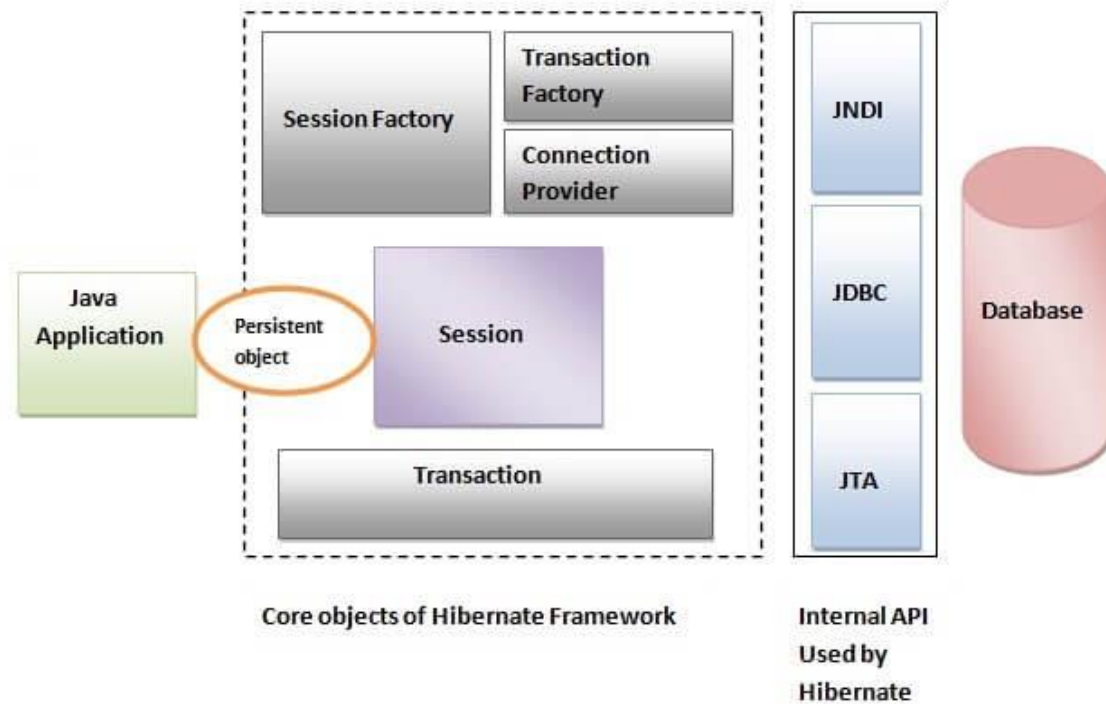 Session Factory
Transaction
Factory
Connection
Provider
Java
Application
Persistent
object
Session
Transaction
JNDI
JDBC
JTA
Database
Core objects of Hibernate Framework
Internal API
Used by
Hibernate